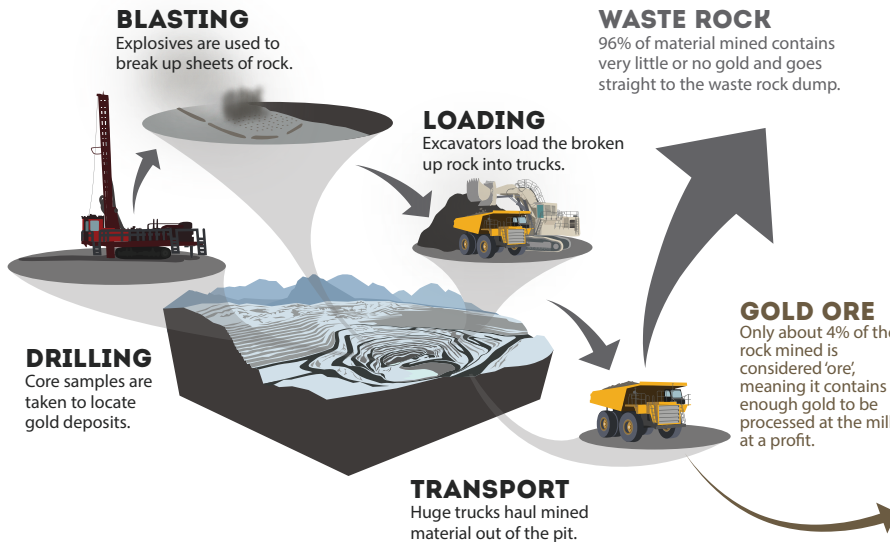 BLASTING
Explosives are used to
break up sheets of rock.
WASTE ROCK
96% of material mined contains
very little or no gold and goes
straight to the waste rock dump.
LOADING
Excavators load the broken
up rock into trucks.
DRILLING
Core samples are
taken to locate
gold deposits.
GOLD ORE
Only about 4% of the
rock mined is
considered ‘ore’,
meaning it contains
enough gold to be
processed at the mill
at a profit.
TRANSPORT
Huge trucks haul mined
material out of the pit.